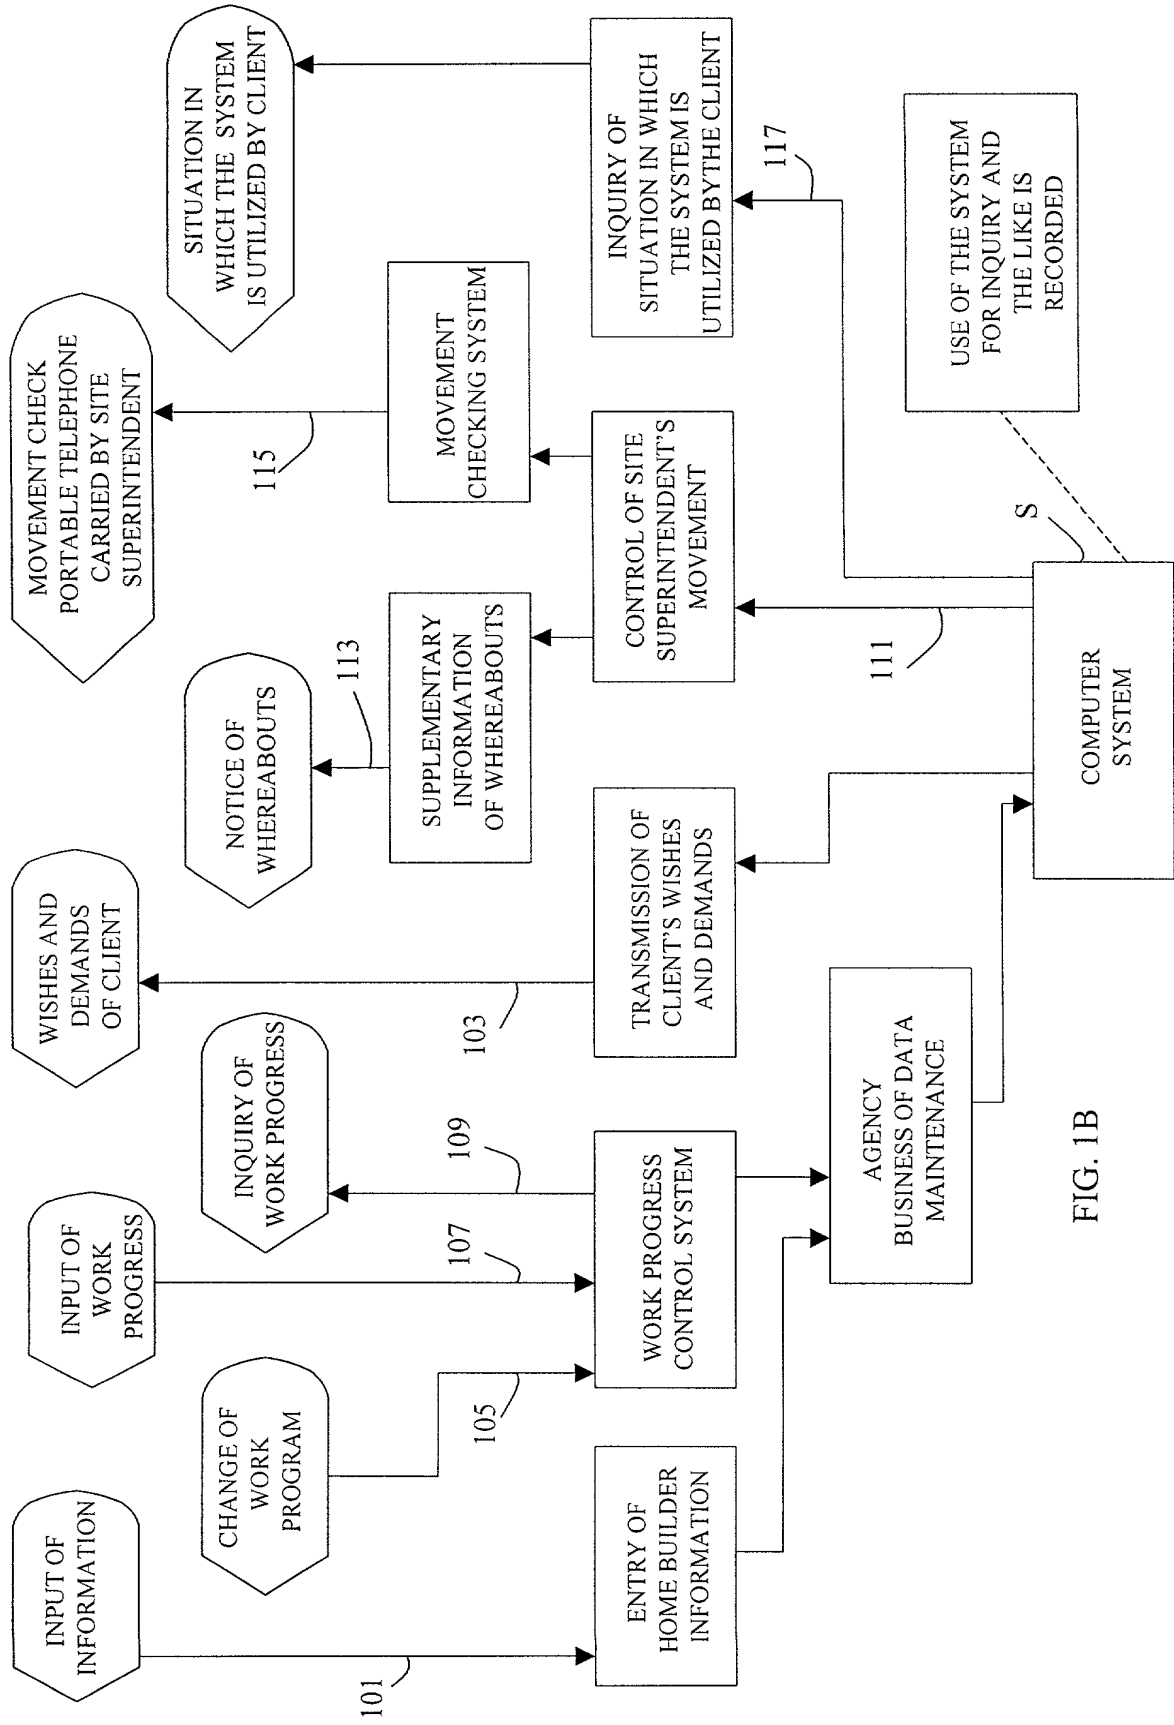 INPUT OF
INFORMATION
CHANGE OF
WORK
PROGRAM
INPUT OF
WORK
PROGRESS
INQUIRY OF
WORK PROGRESS
WISHES AND
DEMANDS
OF CLIENT
NOTICE OF
WHEREABOUTS
MOVEMENT CHECK
PORTABLE TELEPHONE
CARRIED BY SITE
SUPERINTENDENT
SITUATION IN
WHICH THE SYSTEM
IS UTILIZED BY CLIENT
101
105
107
109
103
113
115
SUPPLEMENTARY
INFORMATION
OF WHEREABOUTS
MOVEMENT
CHECKING SYSTEM
ENTRY OF
HOME BUILDER
INFORMATION
WORK PROGRESS
CONTROL SYSTEM
TRANSMISSION OF
CLIENT'S WISHES
AND DEMANDS
CONTROL OF SITE
SUPERINTENDENT'S
MOVEMENT
INQUIRY OF
SITUATION IN WHICH
THE SYSTEM IS
UTILIZED BYTHE CLIENT
111
117
AGENCY
BUSINESS OF DATA
MAINTENANCE
USE OF THE SYSTEM
FOR INQUIRY AND
THE LIKE IS
RECORDED
S
COMPUTER
SYSTEM
FIG. 1B